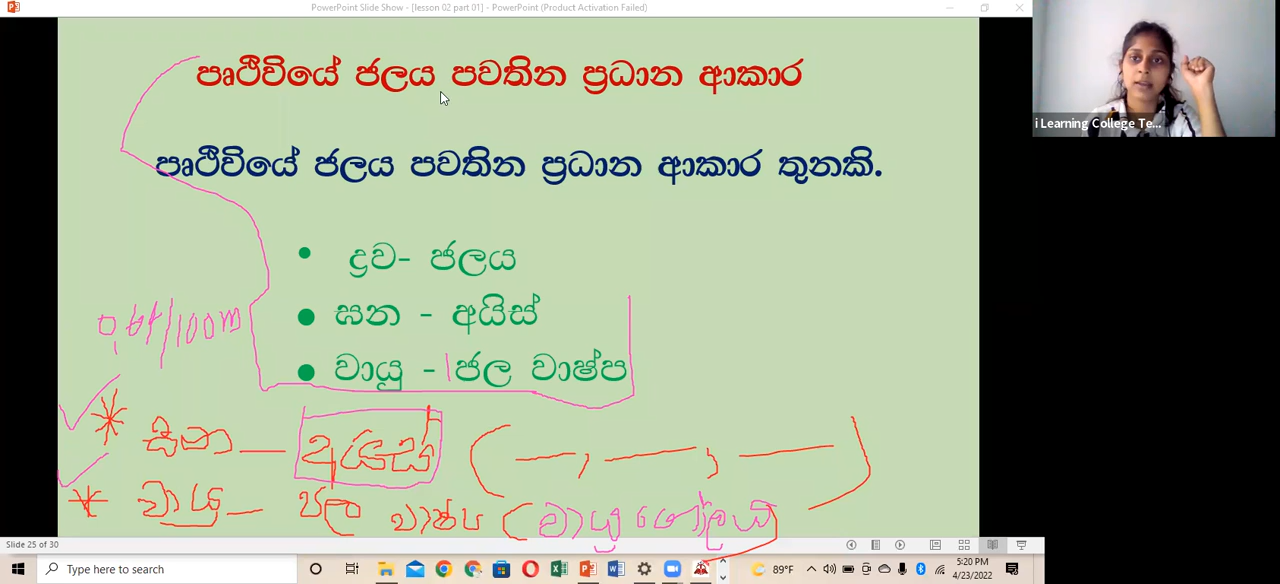 PowerPoint Slide Show - [lesson 02 part 01] - PowerPoint (Product Activation Failed)
පෘථිවියේ ජලය පවතින ප්‍රධාන ආකාර
පෘථිවියේ ජලය පවතින ප්‍රධාන ආකාර තුනකි.
• ද්‍රව- ජලය
● ඝන - අයිස්
● වායු - ජල වාෂ්ප
i Learning College Te...
* ඝන - අයිස් ( — , — , — )
* වායු - ජල වාෂ්ප (වායුගෝලයේ)
Slide 25 of 30
Type here to search
89°F
5:20 PM
4/23/2022